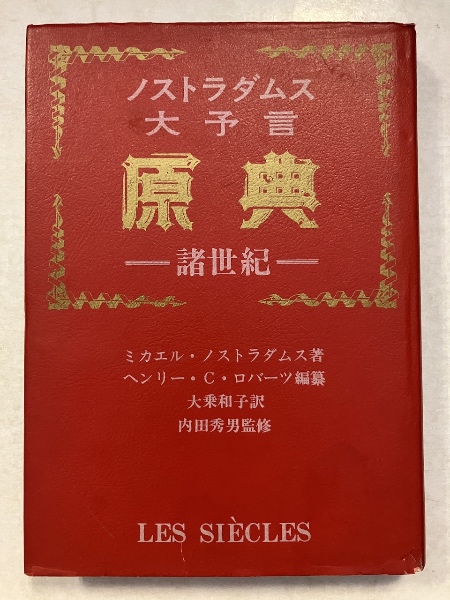 ノストラダムス
大予言
原典
―諸世紀―
ミカエル・ノストラダムス著
ヘンリー・C・ロバーツ編纂
大乗和子訳
内田秀男監修
LES SIÈCLES